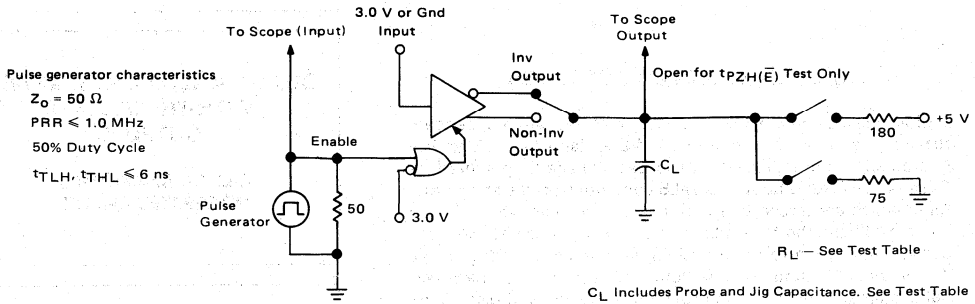 3.0 V or Gnd
Input
To Scope (Input)
To Scope
Output
Inv
Output
Open for tPZH(E̅) Test Only
Pulse generator characteristics
Zo = 50 Ω
PRR ⩽ 1.0 MHz
50% Duty Cycle
tTLH, tTHL ⩽ 6 ns
Enable
Non-Inv
Output
+5 V
180
CL
Pulse
Generator
50
3.0 V
75
RL – See Test Table
CL Includes Probe and Jig Capacitance. See Test Table